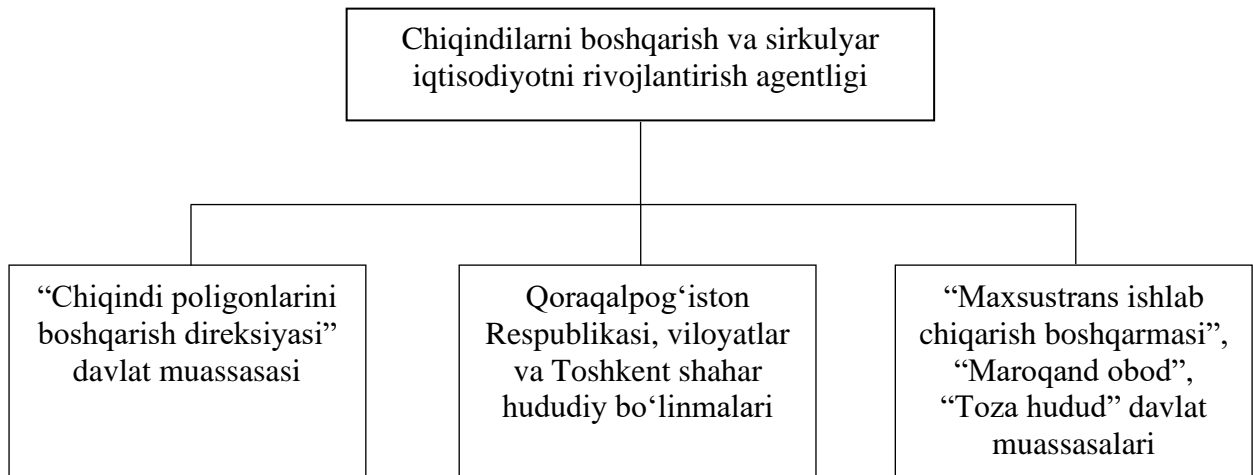 Chiqindilarni boshqarish va sirkulyar
iqtisodiyotni rivojlantirish agentligi
“Chiqindi poligonlarini
boshqarish direksiyasi”
davlat muassasasi
Qoraqalpog‘iston
Respublikasi, viloyatlar
va Toshkent shahar
hududiy bo‘linmalari
“Maxsustrans ishlab
chiqarish boshqarmasi”,
“Maroqand obod”,
“Toza hudud” davlat
muassasalari